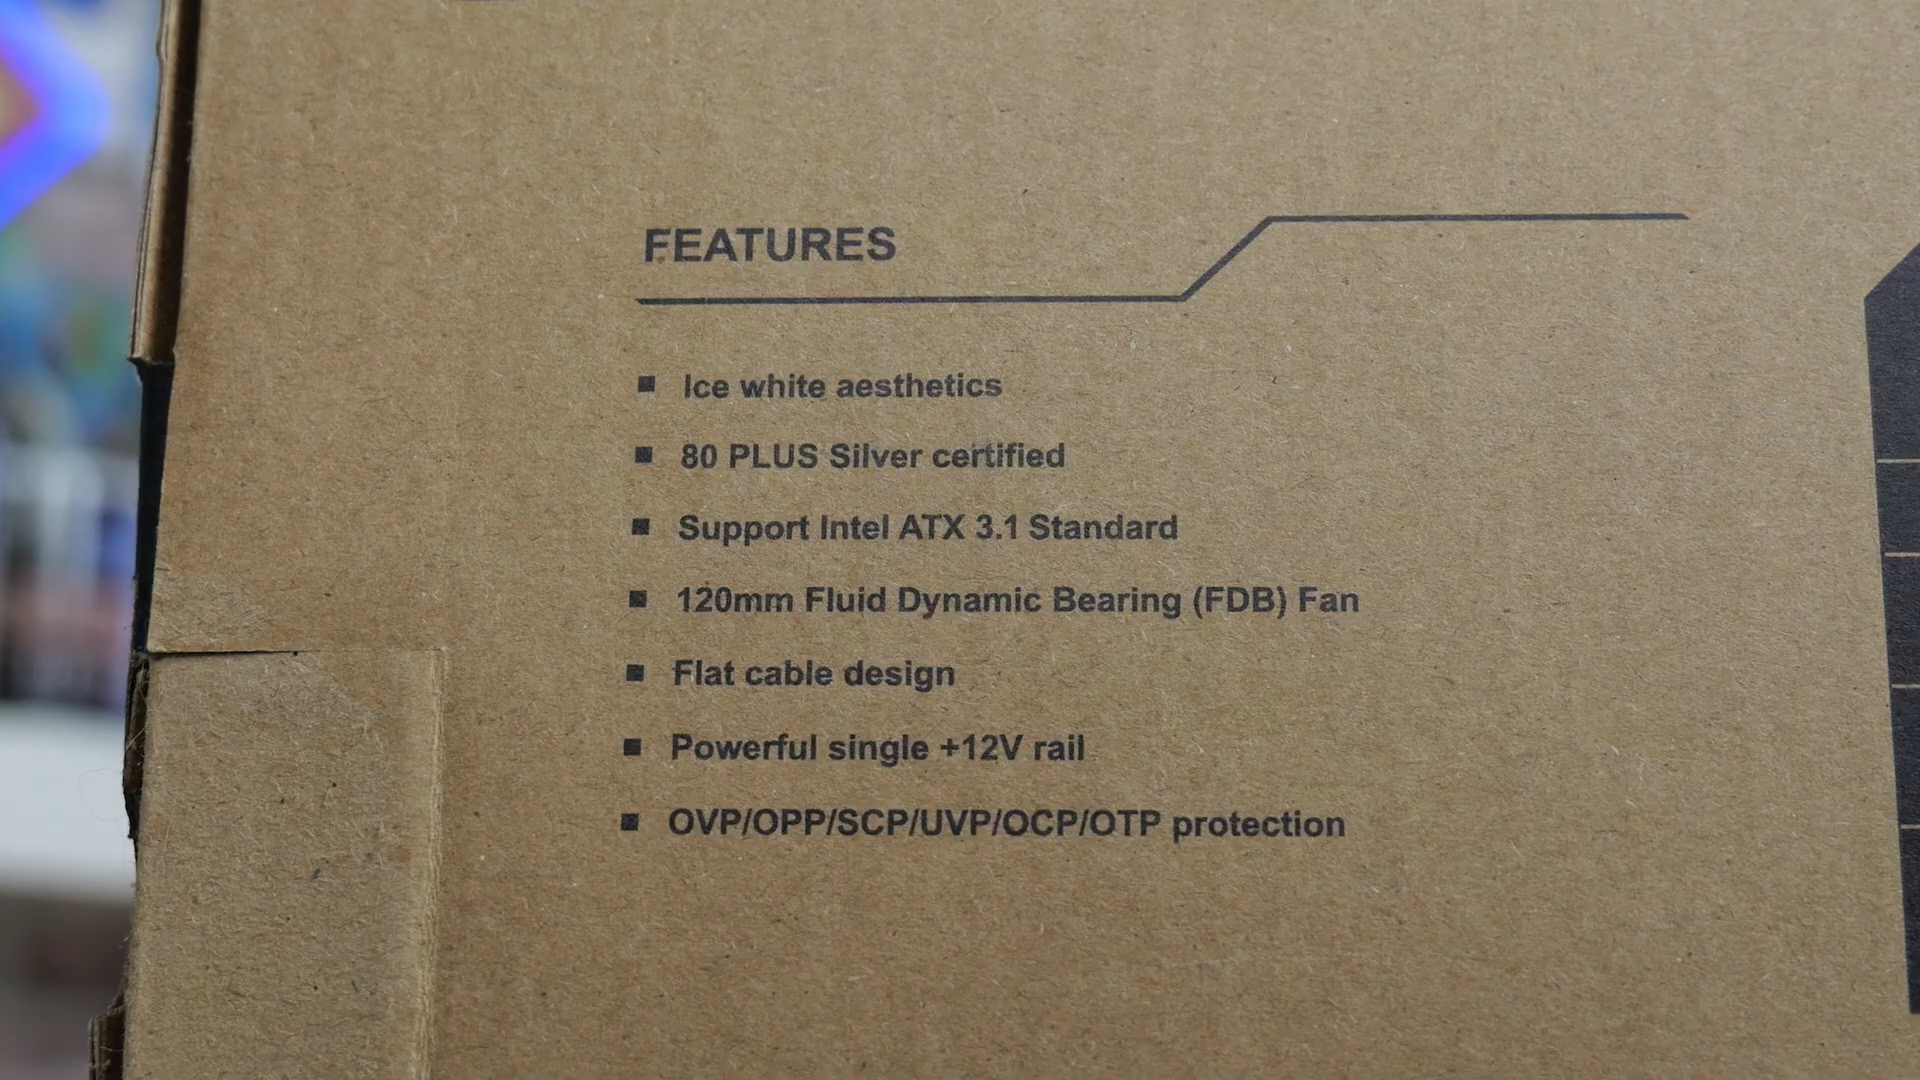 FEATURES
▪ Ice white aesthetics
▪ 80 PLUS Silver certified
▪ Support Intel ATX 3.1 Standard
▪ 120mm Fluid Dynamic Bearing (FDB) Fan
▪ Flat cable design
▪ Powerful single +12V rail
▪ OVP/OPP/SCP/UVP/OCP/OTP protection